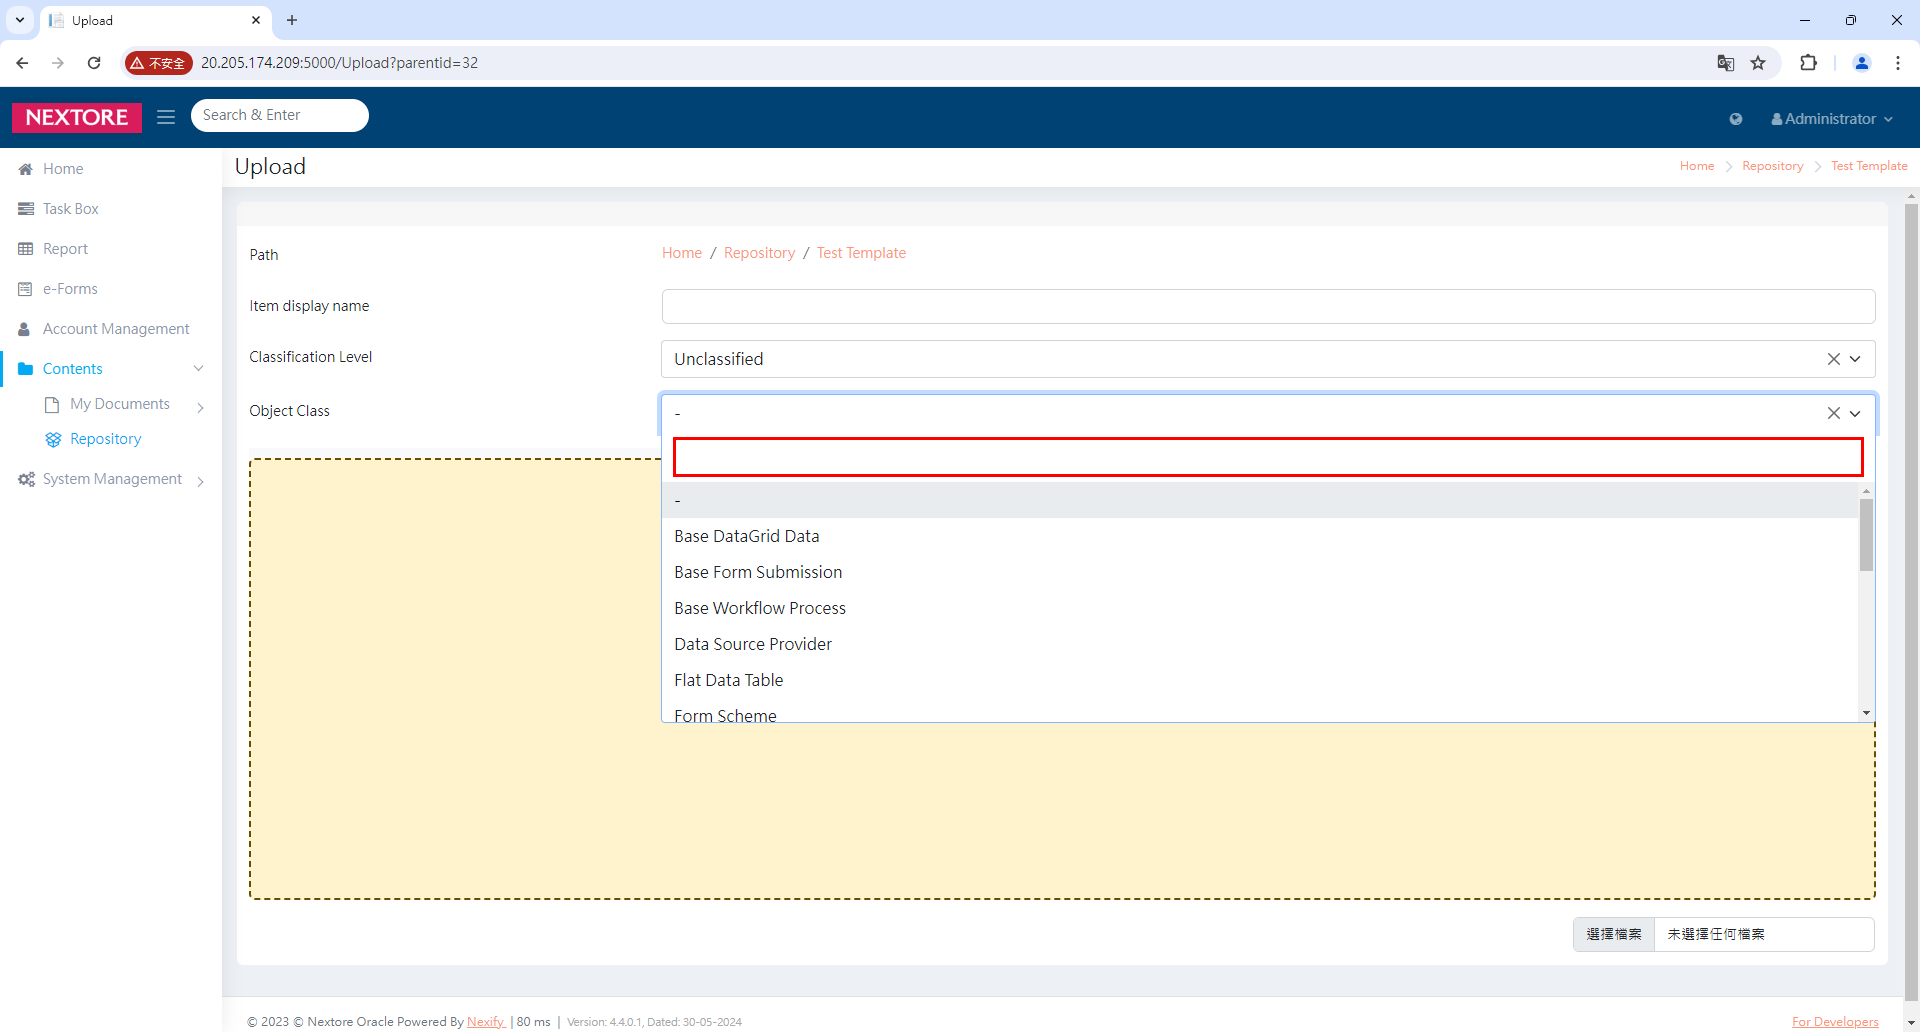 Upload
不安全
20.205.174.209:5000/Upload?parentid=32
NEXTORE
Search & Enter
Administrator
Home
Task Box
Report
e-Forms
Account Management
Contents
My Documents
Repository
System Management
Upload
Home
Repository
Test Template
Path
Home / Repository / Test Template
Item display name
Classification Level
Unclassified
Object Class
-
-
Base DataGrid Data
Base Form Submission
Base Workflow Process
Data Source Provider
Flat Data Table
Form Scheme
選擇檔案
未選擇任何檔案
© 2023 © Nextore Oracle Powered By Nexify | 80 ms | Version: 4.4.0.1, Dated: 30-05-2024
For Developers